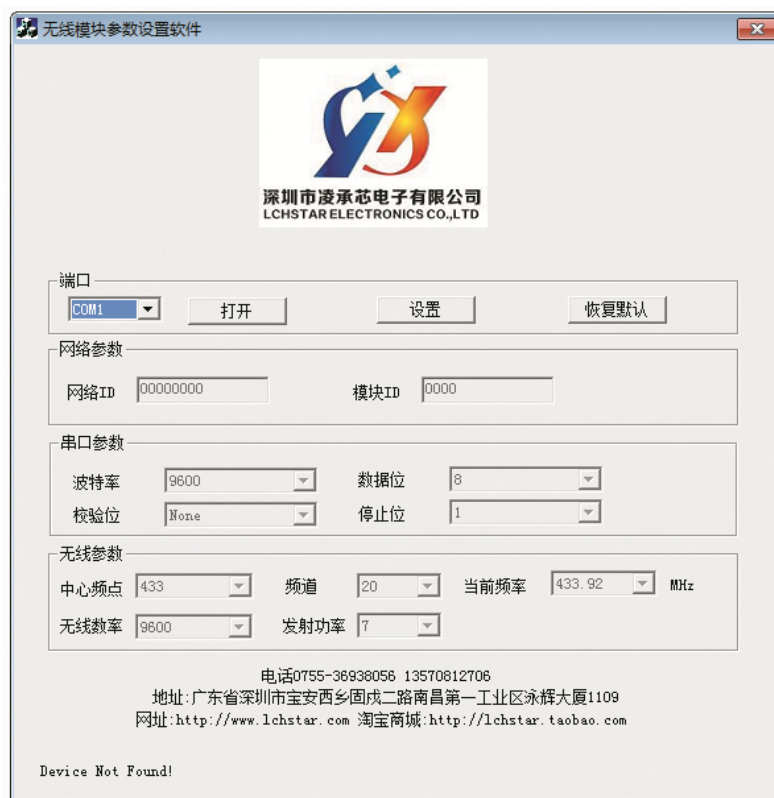 无线模块参数设置软件
深圳市凌承芯电子有限公司
LCHSTAR ELECTRONICS CO.,LTD
端口
COM1 打开 设置 恢复默认
网络参数
网络ID 00000000 模块ID 0000
串口参数
波特率 9600 数据位 8
校验位 None 停止位 1
无线参数
中心频点 433 频道 20 当前频率 433.92 MHz
无线数率 9600 发射功率 7
电话0755-36938056 13570812706
地址:广东省深圳市宝安西乡固戍二路南昌第一工业区泳辉大厦1109
网址:http://www.lchstar.com 淘宝商城:http://lchstar.taobao.com
Device Not Found!